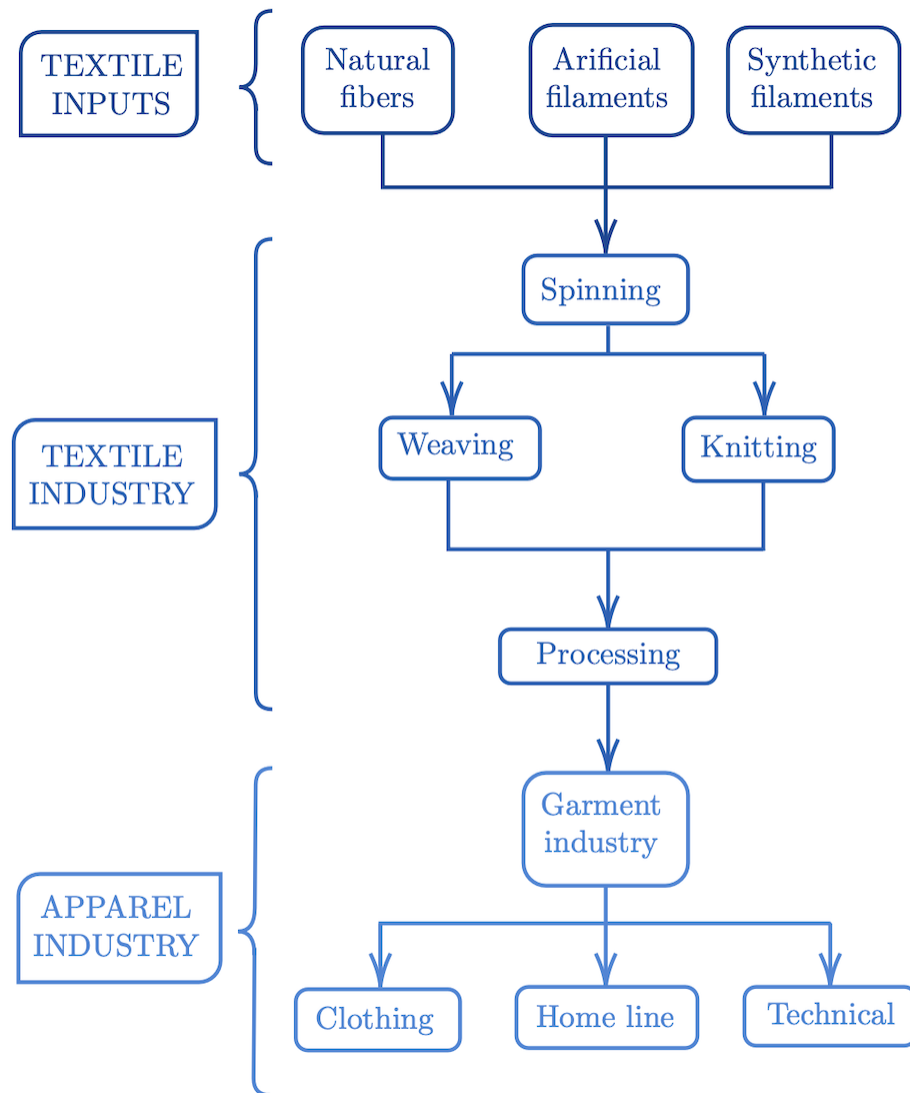 TEXTILE
INPUTS
Natural
fibers
Arificial
filaments
Synthetic
filaments
Spinning
TEXTILE
INDUSTRY
Weaving
Knitting
Processing
Garment
industry
APPAREL
INDUSTRY
Clothing
Home line
Technical